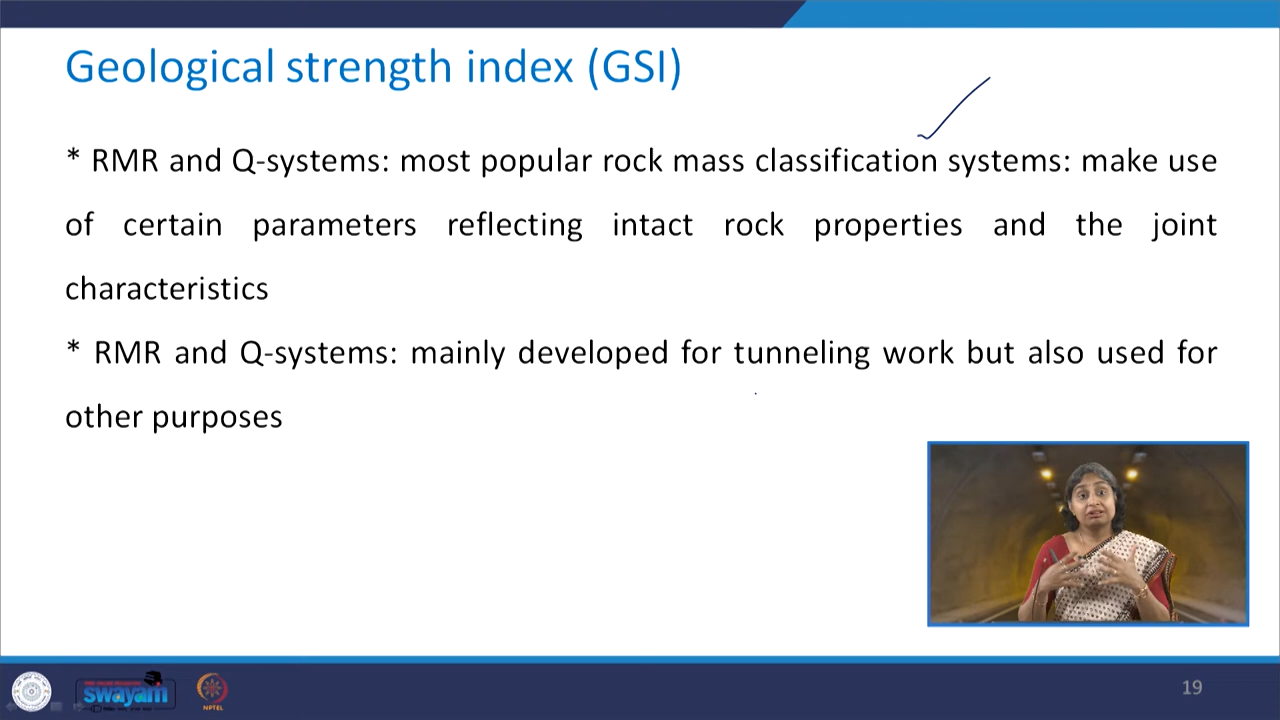 Geological strength index (GSI)
* RMR and Q-systems: most popular rock mass classification systems: make use
of certain parameters reflecting intact rock properties and the joint
characteristics
* RMR and Q-systems: mainly developed for tunneling work but also used for
other purposes
swayam
NPTEL
19